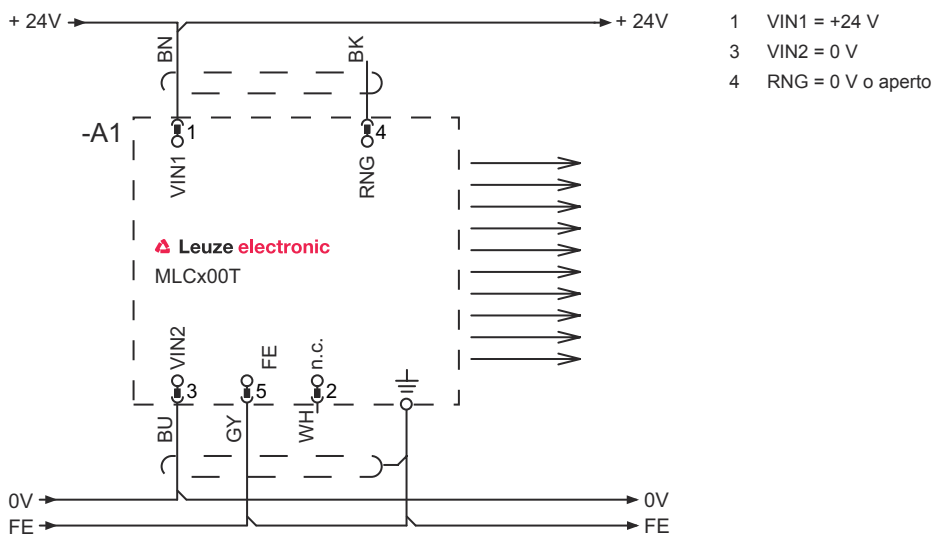 + 24V
+ 24V
1 VIN1 = +24 V
3 VIN2 = 0 V
4 RNG = 0 V o aperto
BN
BK
-A1
1
4
VIN1
RNG
Leuze electronic
MLCx00T
VIN2
FE
n.c.
3
5
2
BU
GY
WH
0V
0V
FE
FE